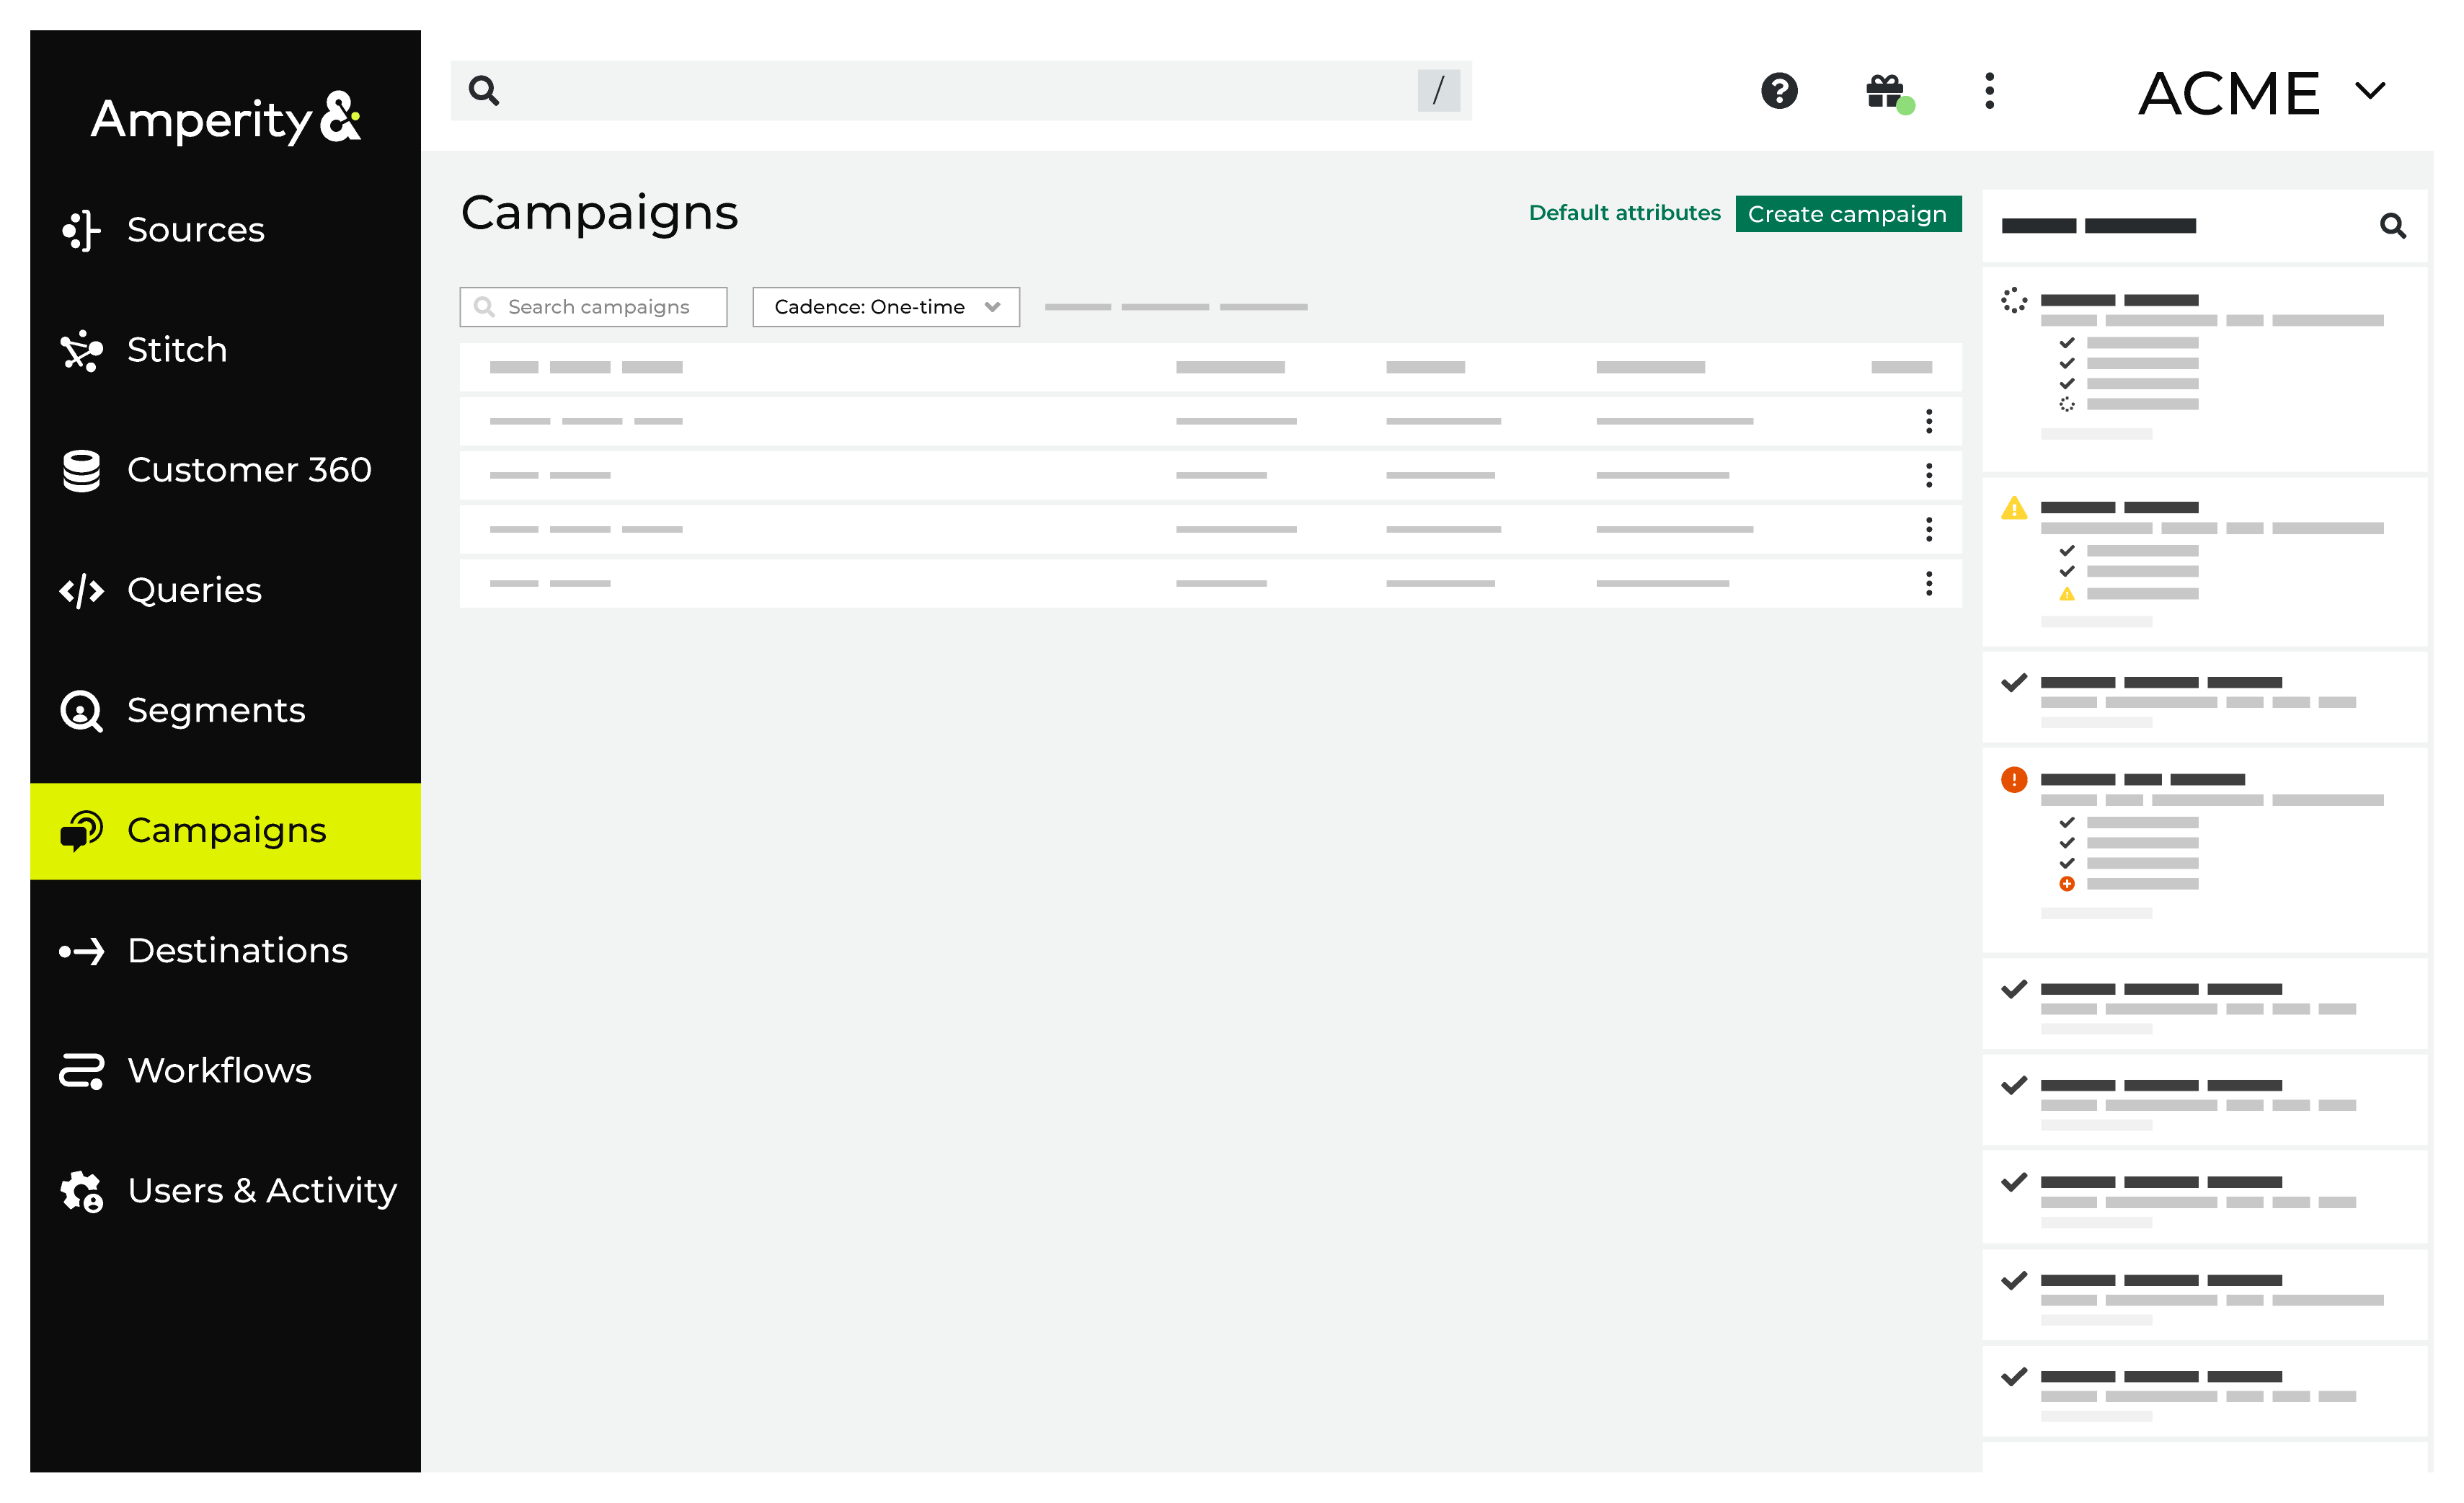 Amperity&
/
ACME
Sources
Stitch
Customer 360
Queries
Segments
Campaigns
Destinations
Workflows
Users & Activity
Campaigns
Default attributes
Create campaign
Search campaigns
Cadence: One-time